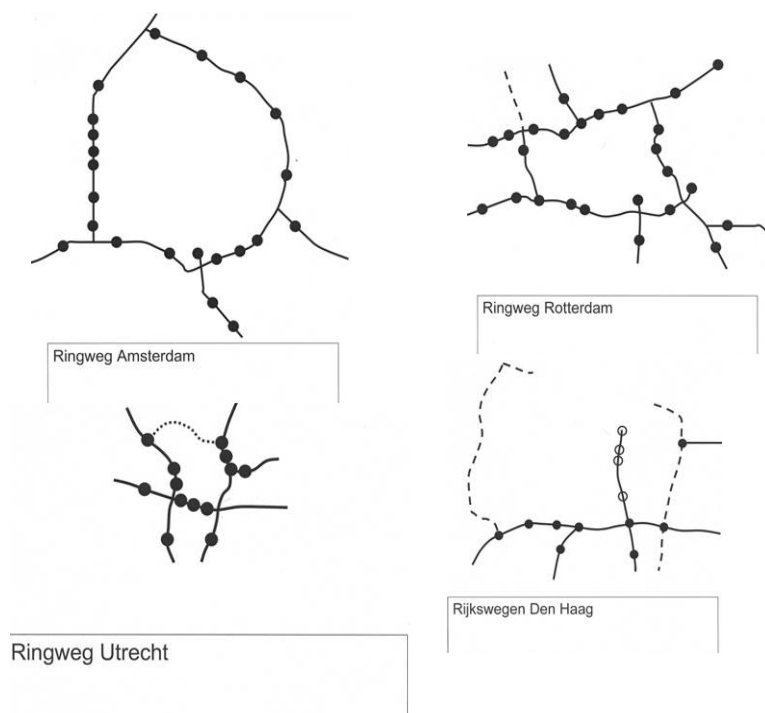 Ringweg Amsterdam
Ringweg Rotterdam
Ringweg Utrecht
Rijkswegen Den Haag